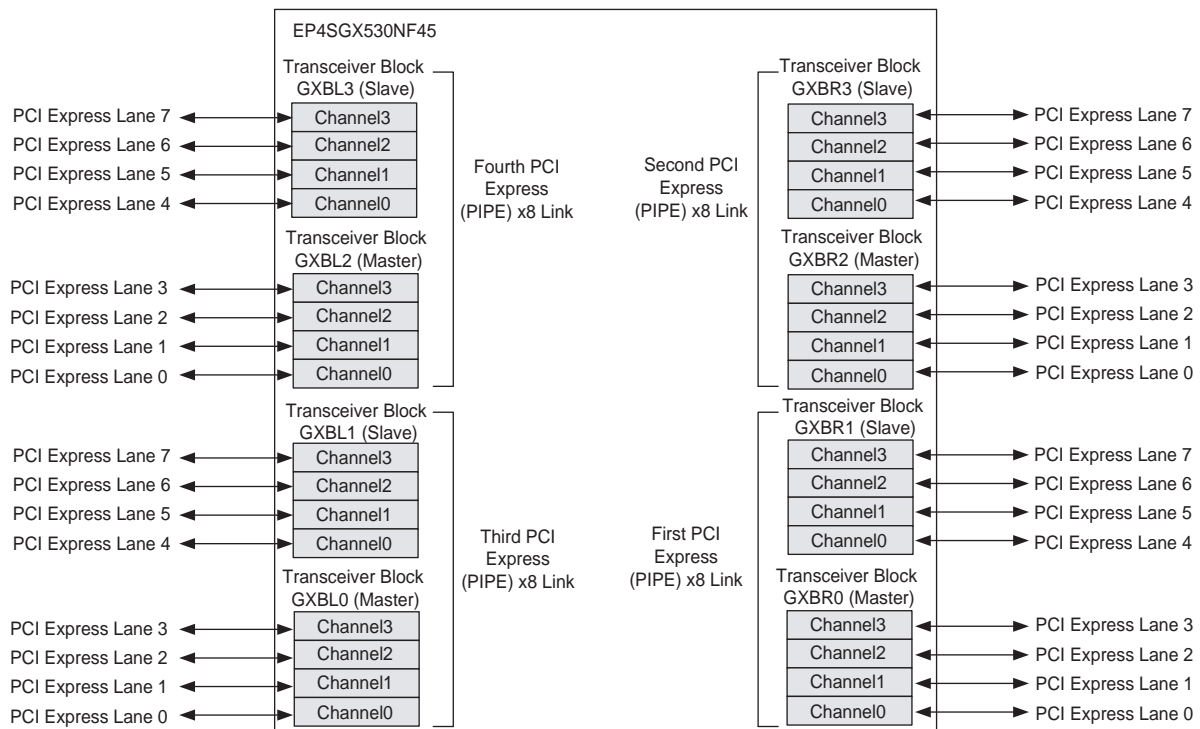 EP4SGX530NF45
Transceiver Block
GXBL3 (Slave)
PCI Express Lane 7
Channel3
PCI Express Lane 6
Channel2
PCI Express Lane 5
Channel1
PCI Express Lane 4
Channel0
Fourth PCI
Express
(PIPE) x8 Link
Transceiver Block
GXBL2 (Master)
PCI Express Lane 3
Channel3
PCI Express Lane 2
Channel2
PCI Express Lane 1
Channel1
PCI Express Lane 0
Channel0
Transceiver Block
GXBL1 (Slave)
PCI Express Lane 7
Channel3
PCI Express Lane 6
Channel2
PCI Express Lane 5
Channel1
PCI Express Lane 4
Channel0
Third PCI
Express
(PIPE) x8 Link
Transceiver Block
GXBL0 (Master)
PCI Express Lane 3
Channel3
PCI Express Lane 2
Channel2
PCI Express Lane 1
Channel1
PCI Express Lane 0
Channel0
Transceiver Block
GXBR3 (Slave)
Channel3
PCI Express Lane 7
Channel2
PCI Express Lane 6
Channel1
PCI Express Lane 5
Channel0
PCI Express Lane 4
Second PCI
Express
(PIPE) x8 Link
Transceiver Block
GXBR2 (Master)
Channel3
PCI Express Lane 3
Channel2
PCI Express Lane 2
Channel1
PCI Express Lane 1
Channel0
PCI Express Lane 0
Transceiver Block
GXBR1 (Slave)
Channel3
PCI Express Lane 7
Channel2
PCI Express Lane 6
Channel1
PCI Express Lane 5
Channel0
PCI Express Lane 4
First PCI
Express
(PIPE) x8 Link
Transceiver Block
GXBR0 (Master)
Channel3
PCI Express Lane 3
Channel2
PCI Express Lane 2
Channel1
PCI Express Lane 1
Channel0
PCI Express Lane 0